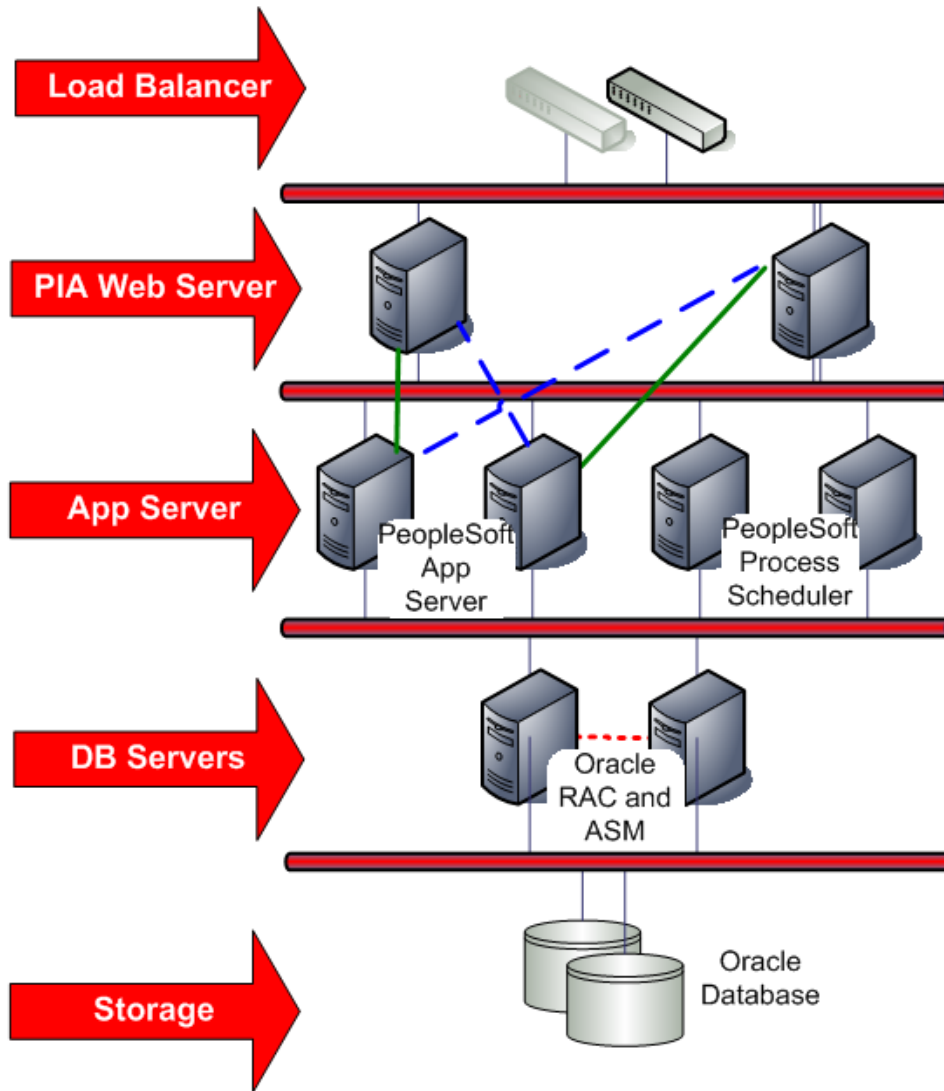 Load Balancer
PIA Web Server
App Server
PeopleSoft
App
Server
PeopleSoft
Process
Scheduler
DB Servers
Oracle
RAC and
ASM
Storage
Oracle
Database